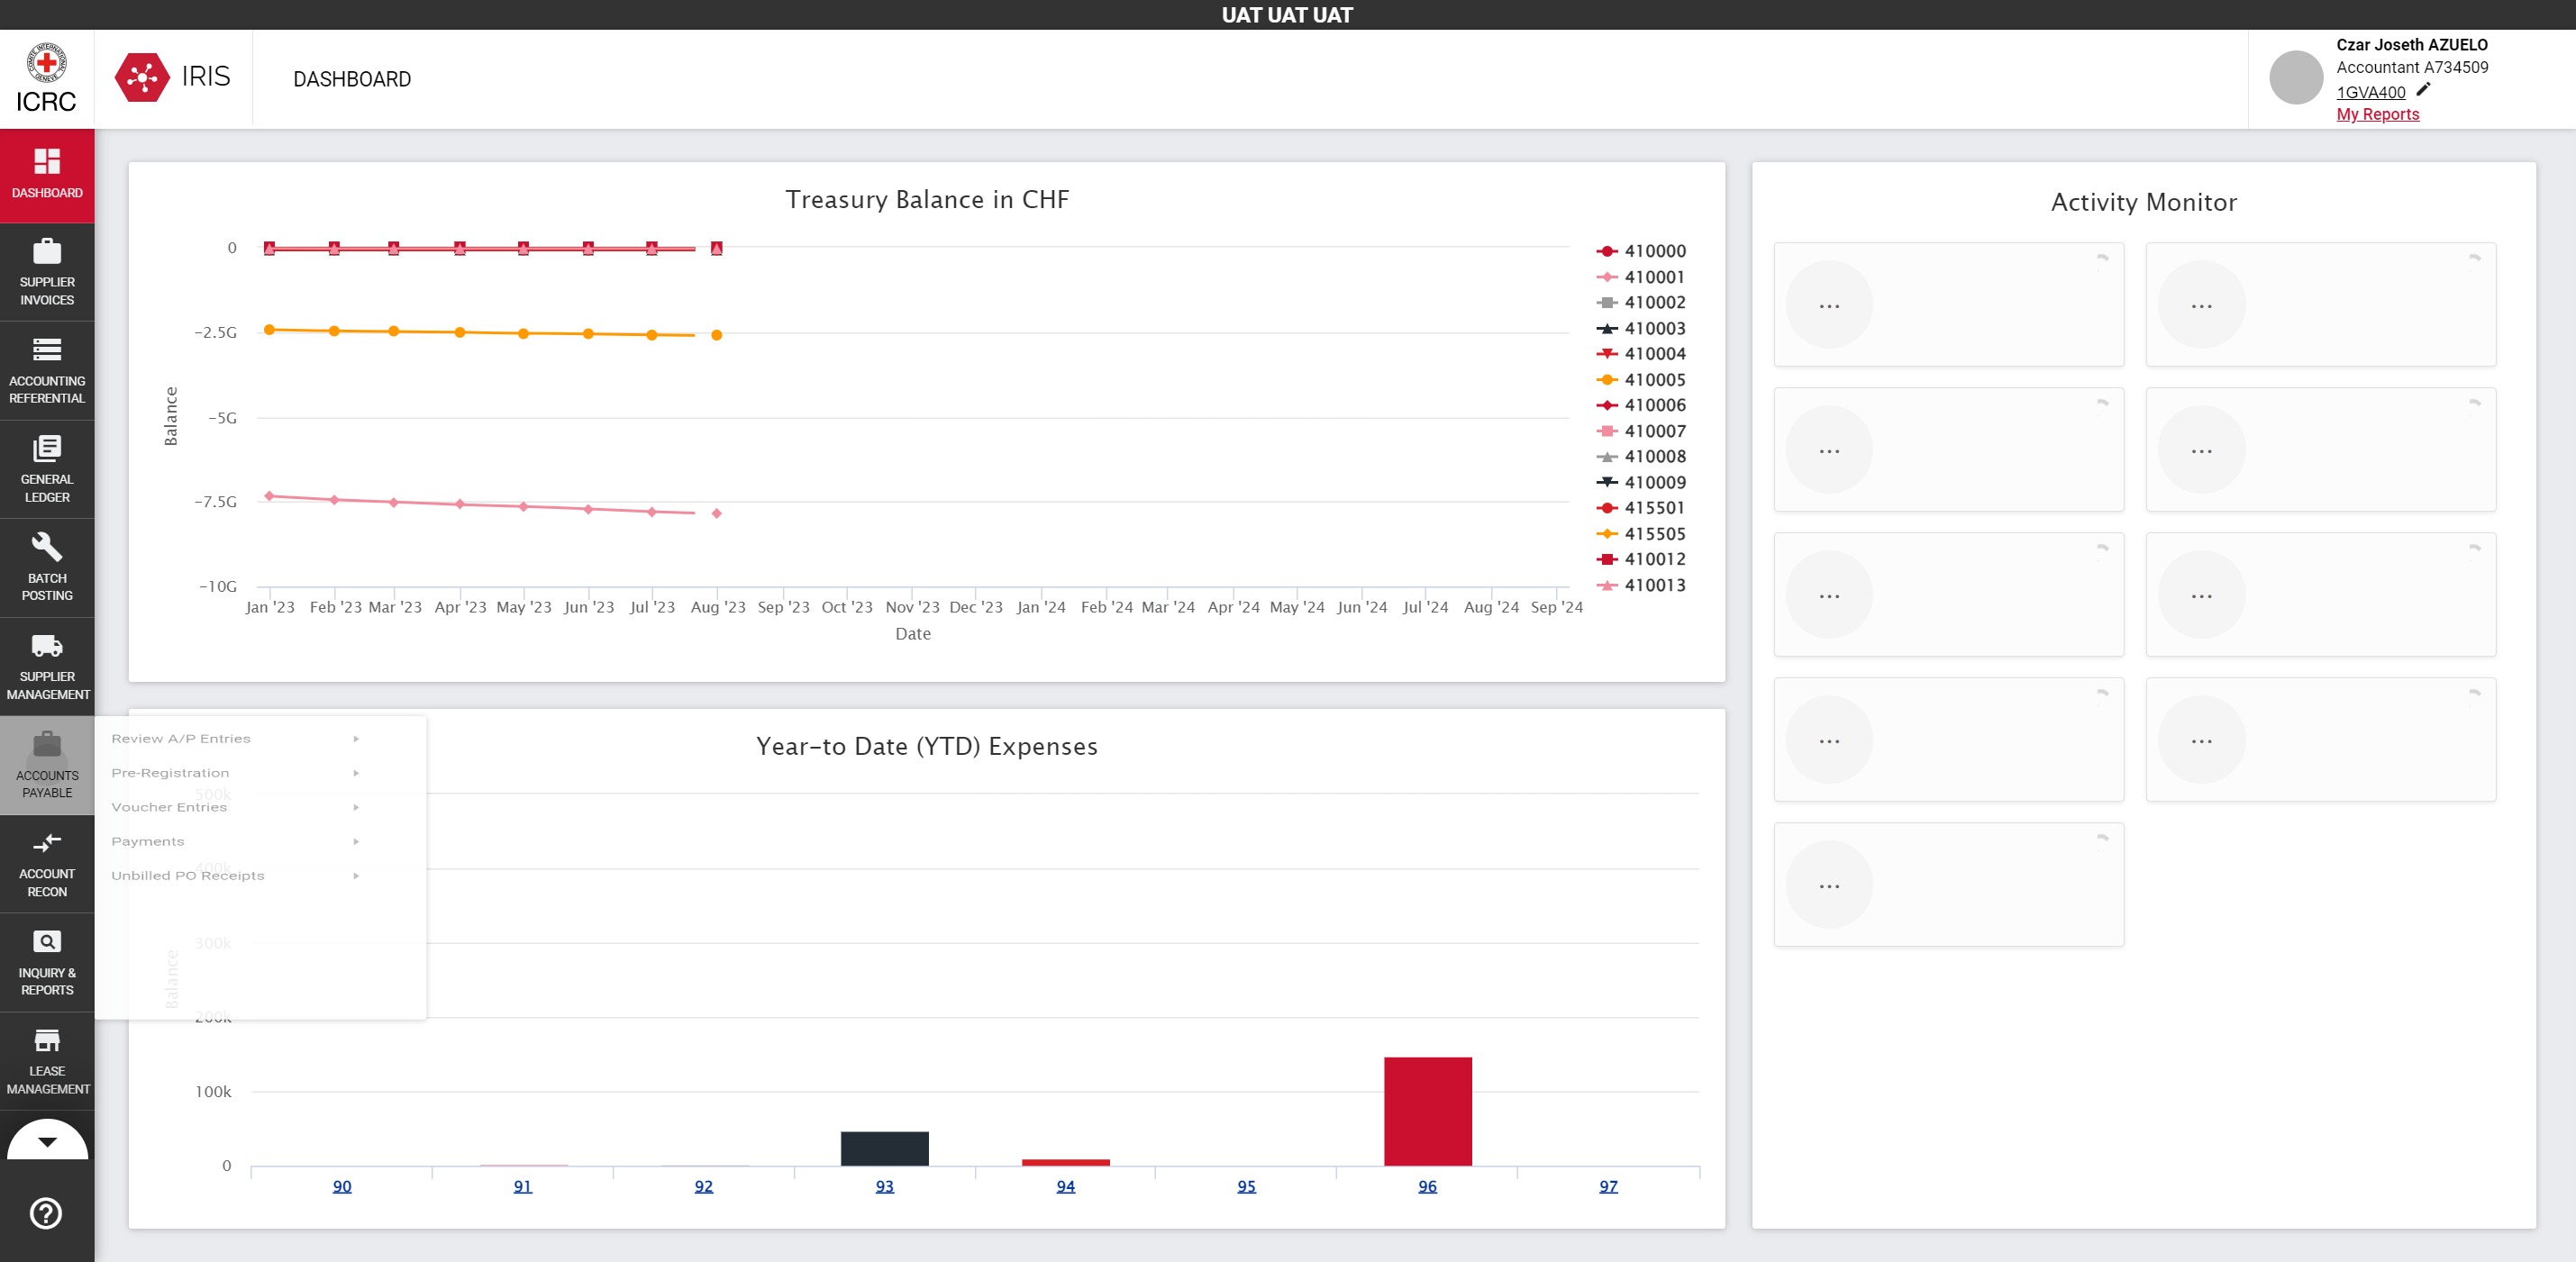 UAT UAT UAT
ICRC
IRIS
DASHBOARD
Czar Joseth AZUELO
Accountant A734509
1GVA400
My Reports
DASHBOARD
SUPPLIER
INVOICES
ACCOUNTING
REFERENTIAL
GENERAL
LEDGER
BATCH
POSTING
SUPPLIER
MANAGEMENT
ACCOUNTS
PAYABLE
ACCOUNT
RECON
INQUIRY &
REPORTS
LEASE
MANAGEMENT
Review A/P Entries
Pre-Registration
Voucher Entries
Payments
Unbilled PO Receipts
Treasury Balance in CHF
Balance
0
-2.5G
-5G
-7.5G
-10G
Jan '23 Feb '23 Mar '23 Apr '23 May '23 Jun '23 Jul '23 Aug '23 Sep '23 Oct '23 Nov '23 Dec '23 Jan '24 Feb '24 Mar '24 Apr '24 May '24 Jun '24 Jul '24 Aug '24 Sep '24
Date
410000
410001
410002
410003
410004
410005
410006
410007
410008
410009
415501
415505
410012
410013
Year-to Date (YTD) Expenses
Balance
500k
400k
300k
200k
100k
0
90 91 92 93 94 95 96 97
Activity Monitor
...
...
...
...
...
...
...
...
...